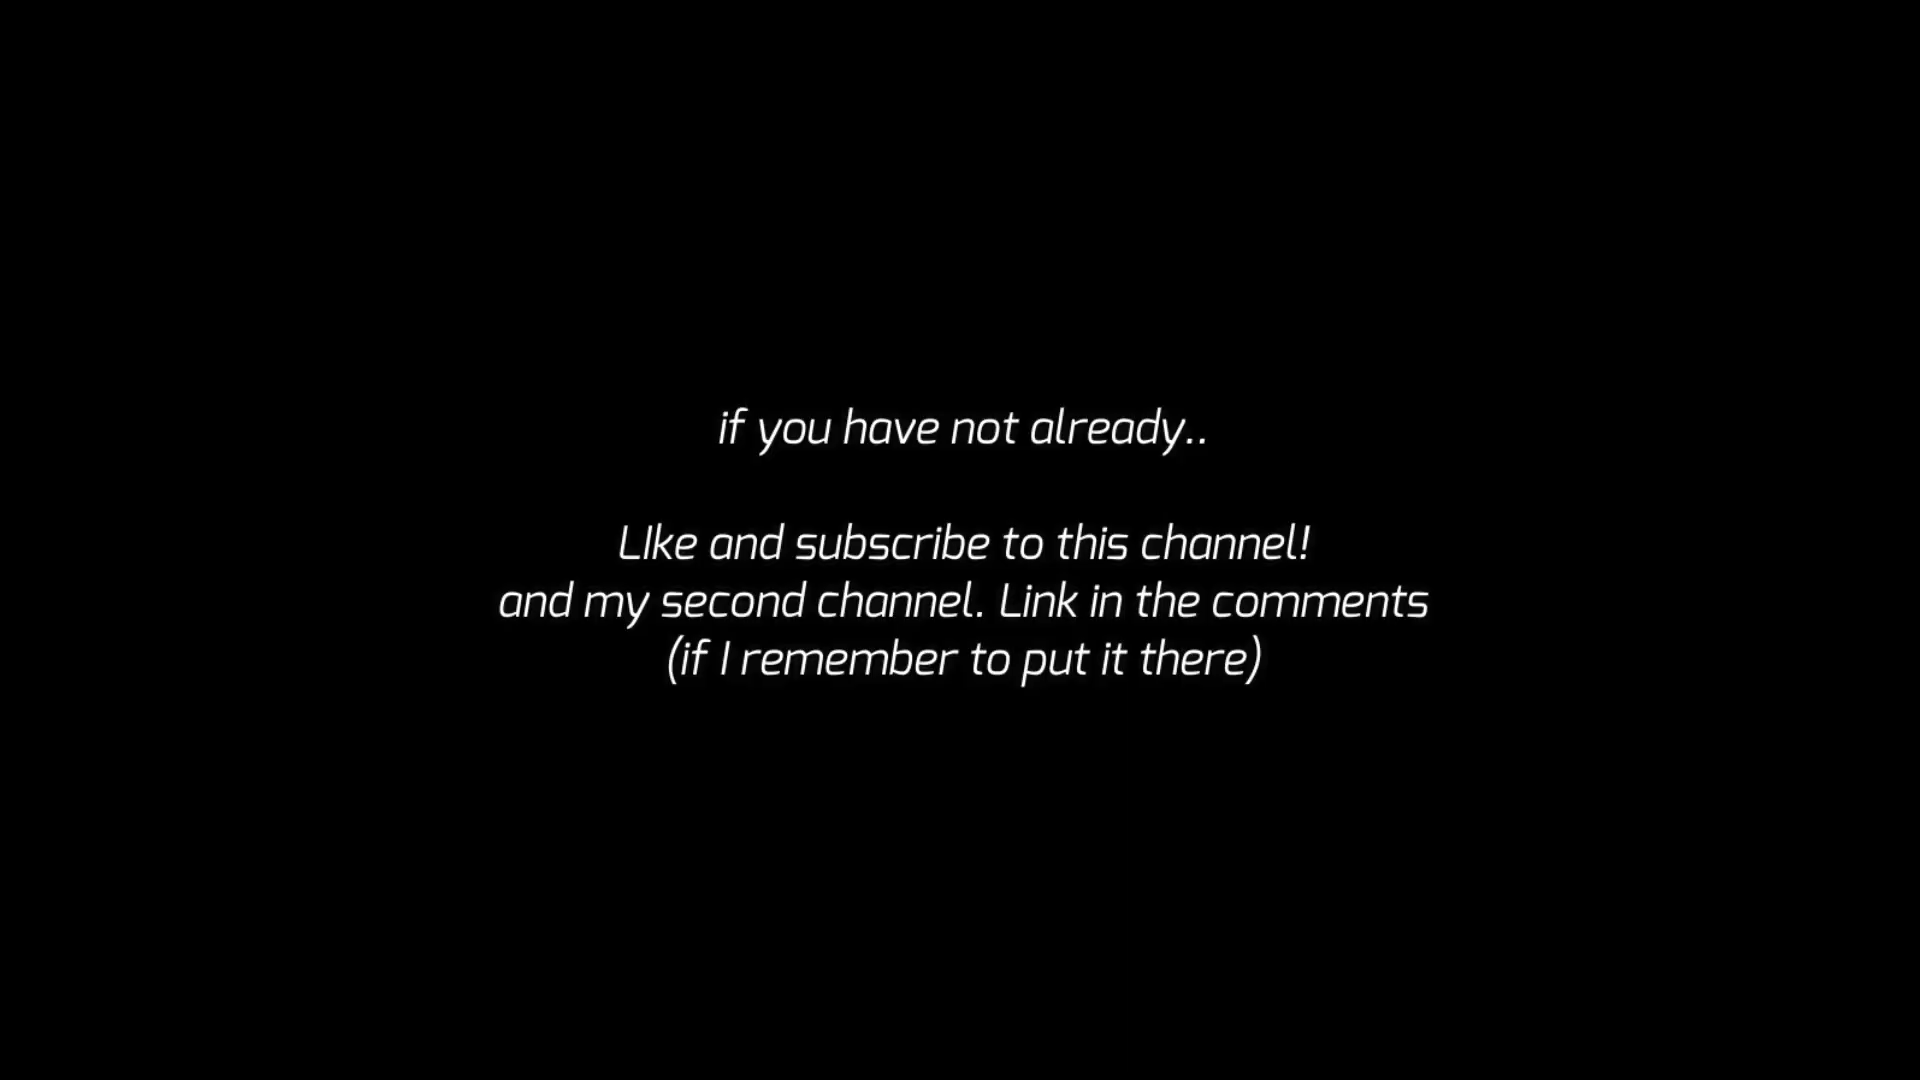 if you have not already..
LIke and subscribe to this channel!
and my second channel. Link in the comments
(if I remember to put it there)